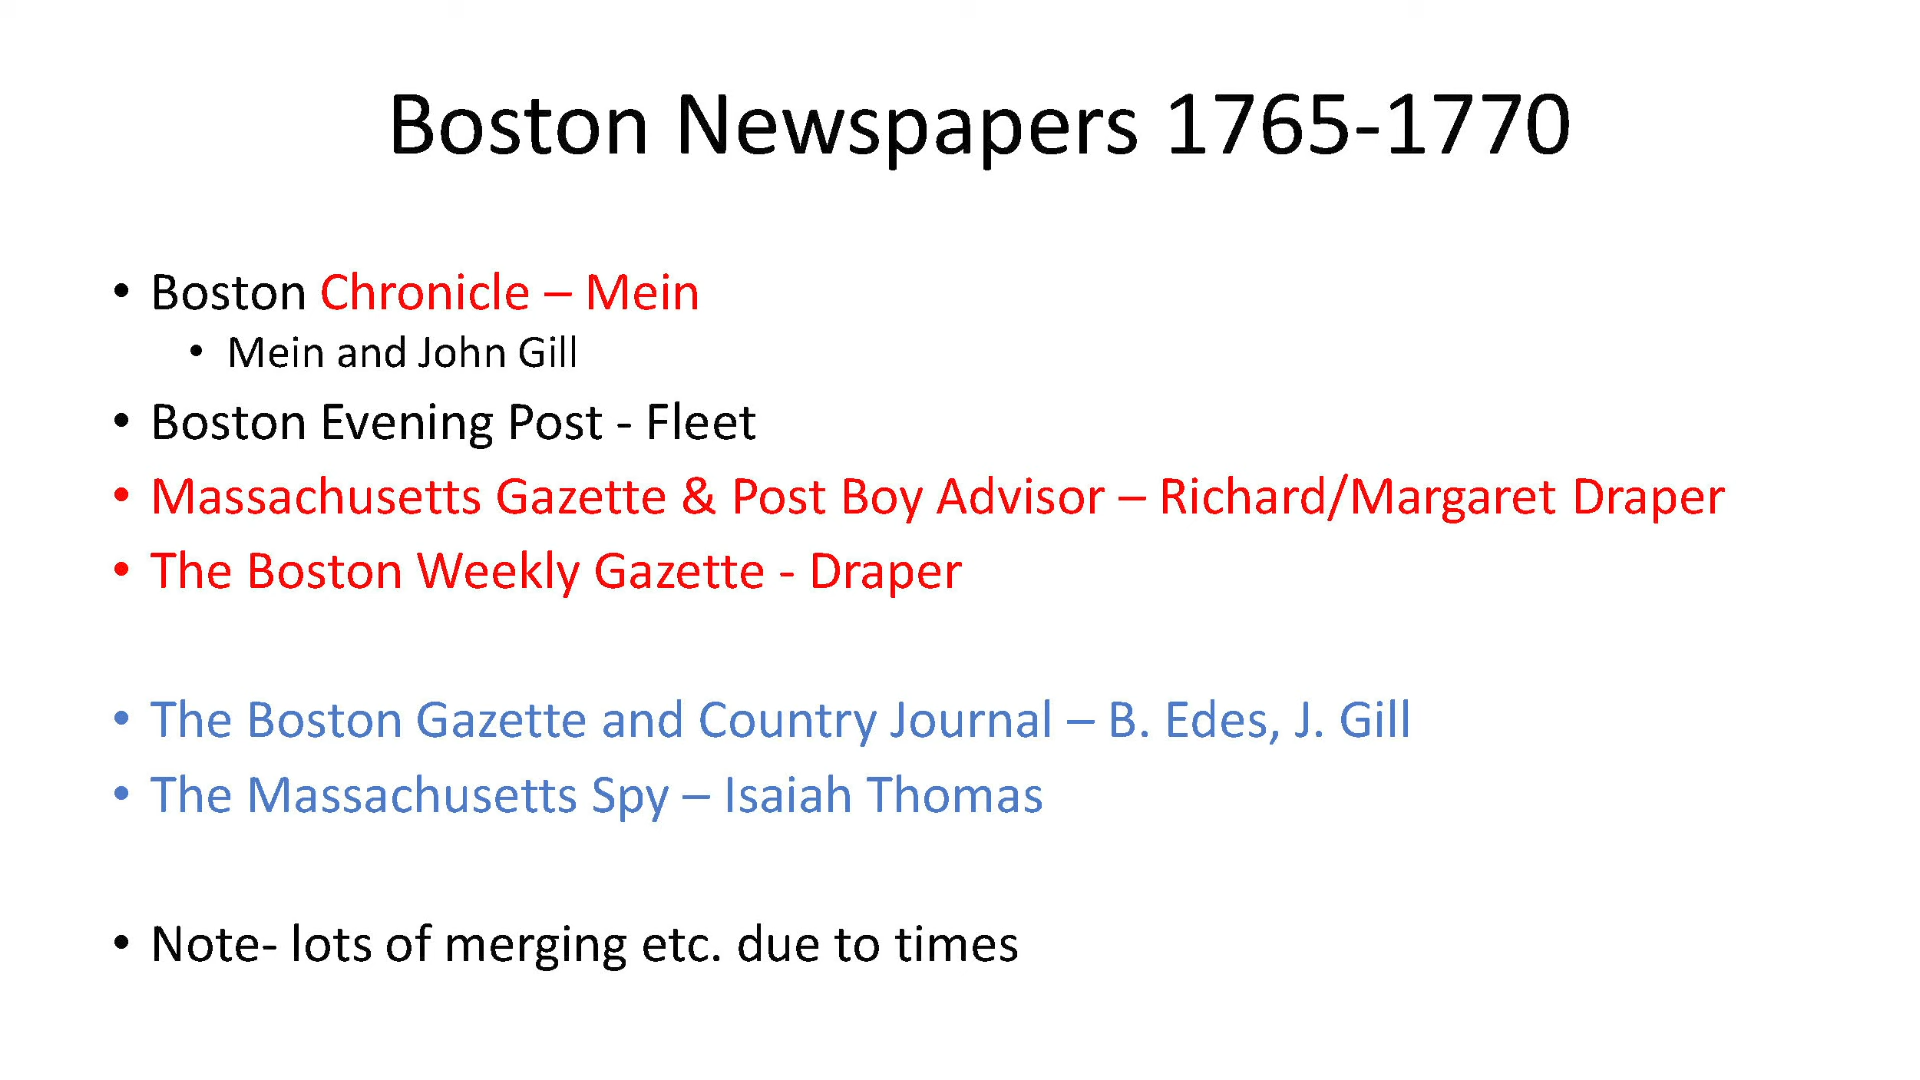 Boston Newspapers 1765-1770
• Boston Chronicle – Mein
• Mein and John Gill
• Boston Evening Post - Fleet
• Massachusetts Gazette & Post Boy Advisor – Richard/Margaret Draper
• The Boston Weekly Gazette - Draper
• The Boston Gazette and Country Journal – B. Edes, J. Gill
• The Massachusetts Spy – Isaiah Thomas
• Note- lots of merging etc. due to times